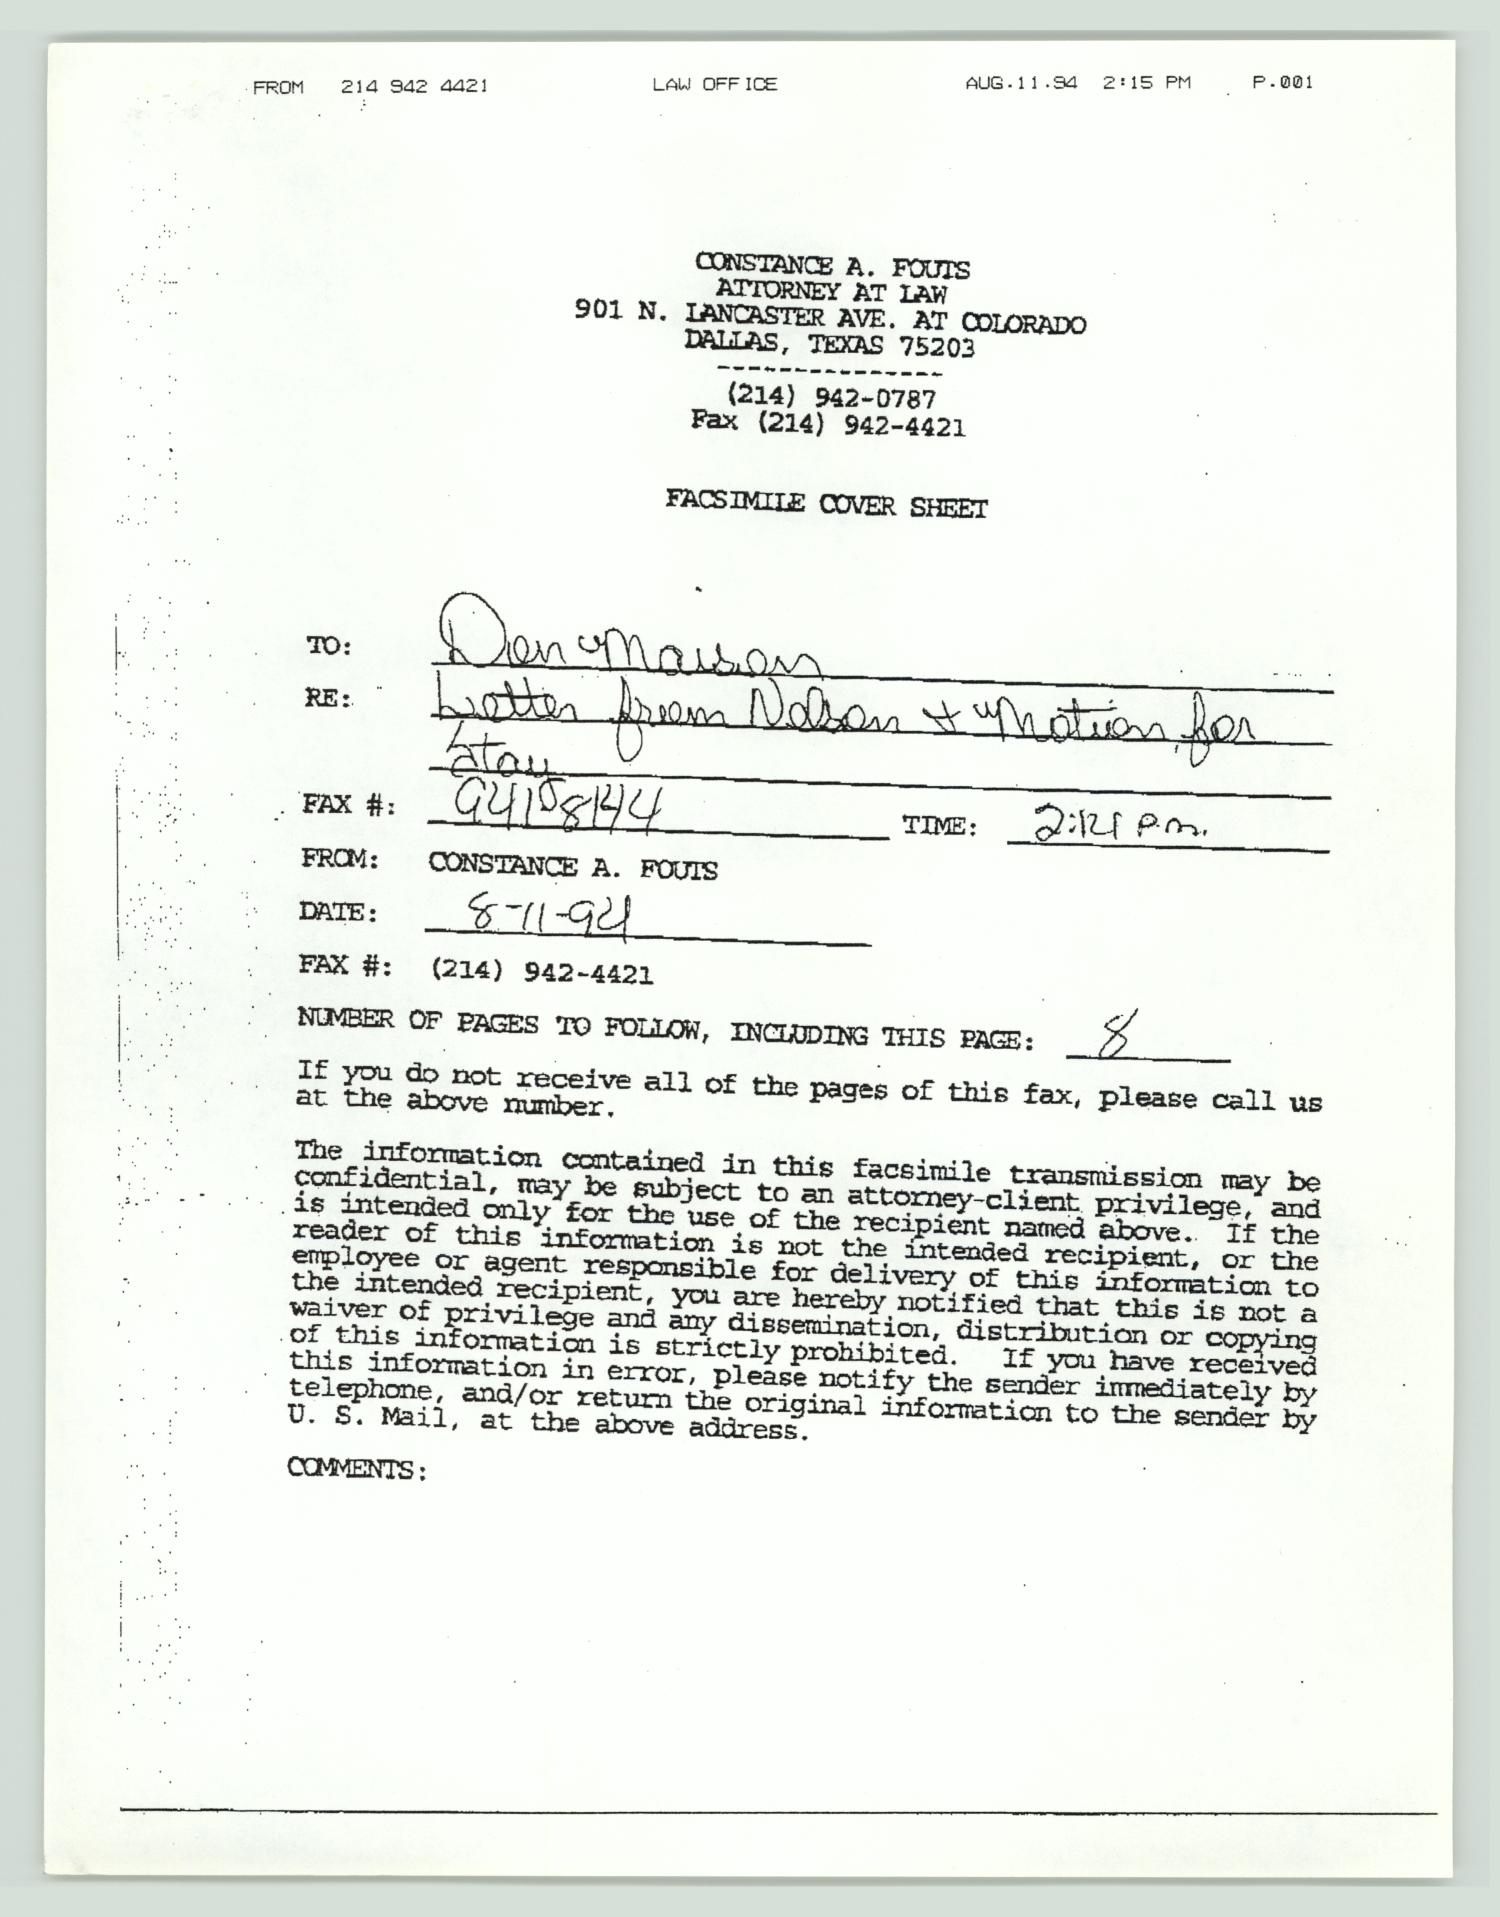 FROM 214 942 4421 LAW OFFICE AUG.11.94 2:15 PM P.001
CONSTANCE A. FOUTS
ATTORNEY AT LAW
901 N. LANCASTER AVE. AT COLORADO
DALLAS, TEXAS 75203
---------------
(214) 942-0787
Fax (214) 942-4421
FACSIMILE COVER SHEET
TO: Don Maison
RE: Letter from Nelson + Motion for
Stay
FAX #: 941-8144 TIME: 2:21 p.m.
FROM: CONSTANCE A. FOUTS
DATE: 8-11-94
FAX #: (214) 942-4421
NUMBER OF PAGES TO FOLLOW, INCLUDING THIS PAGE: 8
If you do not receive all of the pages of this fax, please call us
at the above number.
The information contained in this facsimile transmission may be
confidential, may be subject to an attorney-client privilege, and
is intended only for the use of the recipient named above. If the
reader of this information is not the intended recipient, or the
employee or agent responsible for delivery of this information to
the intended recipient, you are hereby notified that this is not a
waiver of privilege and any dissemination, distribution or copying
of this information is strictly prohibited. If you have received
this information in error, please notify the sender immediately by
telephone, and/or return the original information to the sender by
U. S. Mail, at the above address.
COMMENTS: